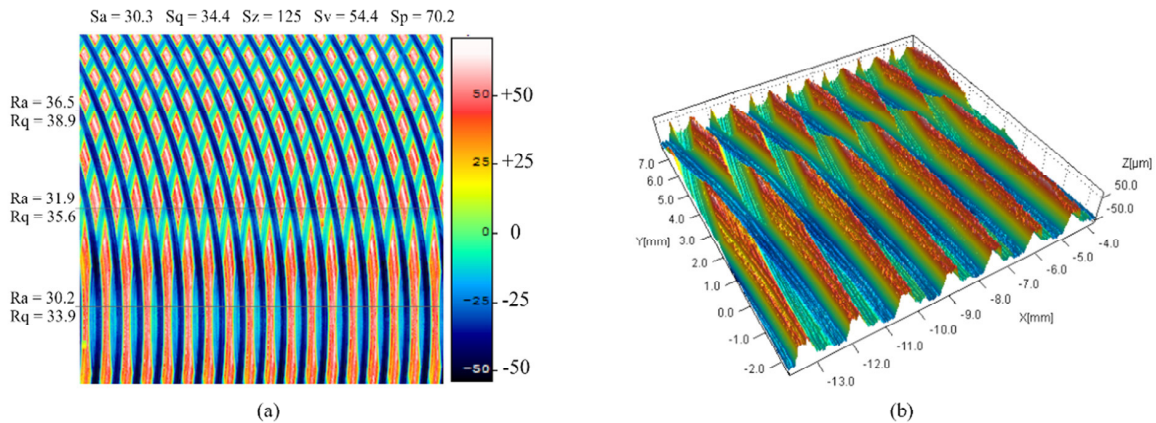 Sa = 30.3 Sq = 34.4 Sz = 125 Sv = 54.4 Sp = 70.2
Ra = 36.5
Rq = 38.9
Ra = 31.9
Rq = 35.6
Ra = 30.2
Rq = 33.9
50 +50
25 +25
0 0
-25 -25
-50 -50
(a)
7.0
6.0
5.0
4.0
3.0
2.0
1.0
0.0
-1.0
-2.0
Y[mm]
-13.0
-12.0
-11.0
-10.0
-9.0
-8.0
-7.0
-6.0
-5.0
-4.0
X[mm]
Z[µm]
50.0
-50.0
(b)